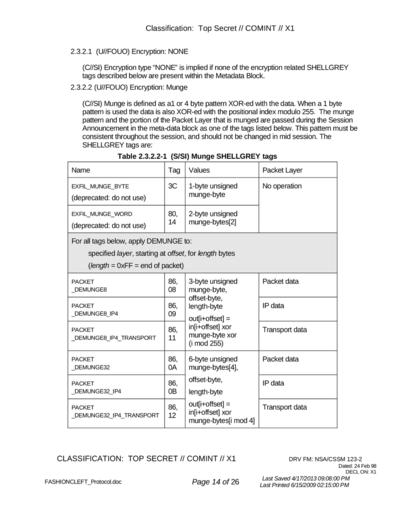 Classification: Top Secret // COMINT // X1
2.3.2.1 (U//FOUO) Encryption: NONE
(C//SI) Encryption type "NONE" is implied if none of the encryption related SHELLGREY
tags described below are present within the Metadata Block.
2.3.2.2 (U//FOUO) Encryption: Munge
(C//SI) Munge is defined as a1 or 4 byte pattern XOR-ed with the data. When a 1 byte
pattern is used the data is also XOR-ed with the positional index modulo 255. The munge
pattern and the portion of the Packet Layer that is munged are passed during the Session
Announcement in the meta-data block as one of the tags listed below. This pattern must be
consistent throughout the session, and should not be changed in mid session. The
SHELLGREY tags are:
Table 2.3.2.2-1 (S//SI) Munge SHELLGREY tags
Name Tag Values Packet Layer
EXFIL_MUNGE_BYTE 3C 1-byte unsigned No operation
(deprecated: do not use) munge-byte
EXFIL_MUNGE_WORD 80, 2-byte unsigned
(deprecated: do not use) 14 munge-bytes[2]
For all tags below, apply DEMUNGE to:
specified layer, starting at offset, for length bytes
(length = 0xFF = end of packet)
PACKET 86, 3-byte unsigned Packet data
_DEMUNGE8 08 munge-byte,
offset-byte,
PACKET 86, length-byte IP data
_DEMUNGE8_IP4 09
out[i+offset] =
PACKET 86, in[i+offset] xor Transport data
_DEMUNGE8_IP4_TRANSPORT 11 munge-byte xor
(i mod 255)
PACKET 86, 6-byte unsigned Packet data
_DEMUNGE32 0A munge-bytes[4],
offset-byte,
PACKET 86, IP data
_DEMUNGE32_IP4 0B length-byte
PACKET 86, out[i+offset] = Transport data
_DEMUNGE32_IP4_TRANSPORT 12 in[i+offset] xor
munge-bytes[i mod 4]
CLASSIFICATION: TOP SECRET // COMINT // X1 DRV FM: NSA/CSSM 123-2
Dated: 24 Feb 98
DECL ON: X1
FASHIONCLEFT_Protocol.doc Page 14 of 26 Last Saved 4/17/2013 09:08:00 PM
Last Printed 6/15/2009 02:15:00 PM